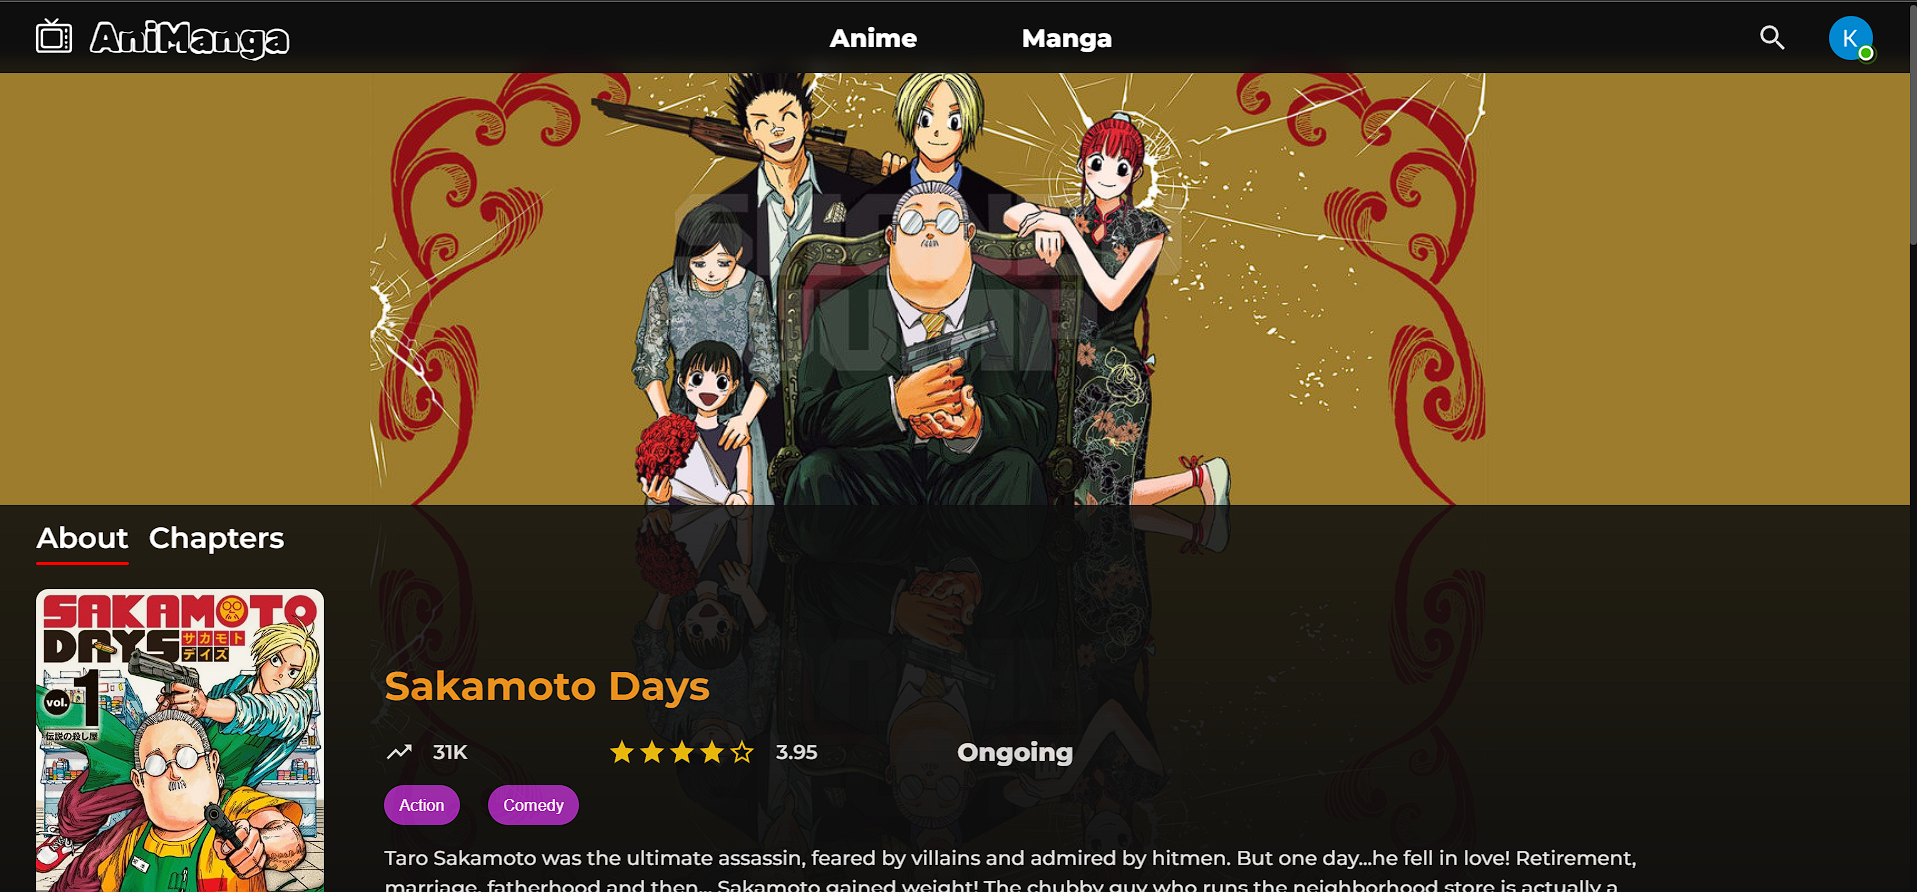 AniManga
Anime
Manga
K
SHONEN
JUMP
About
Chapters
SAKAMOTO
DAYS
サカモト
デイズ
vol.
1
伝説の殺し屋
Sakamoto Days
31K
3.95
Ongoing
Action
Comedy
Taro Sakamoto was the ultimate assassin, feared by villains and admired by hitmen. But one day...he fell in love! Retirement,
marriage, fatherhood and then... Sakamoto gained weight! The chubby guy who runs the neighborhood store is actually a